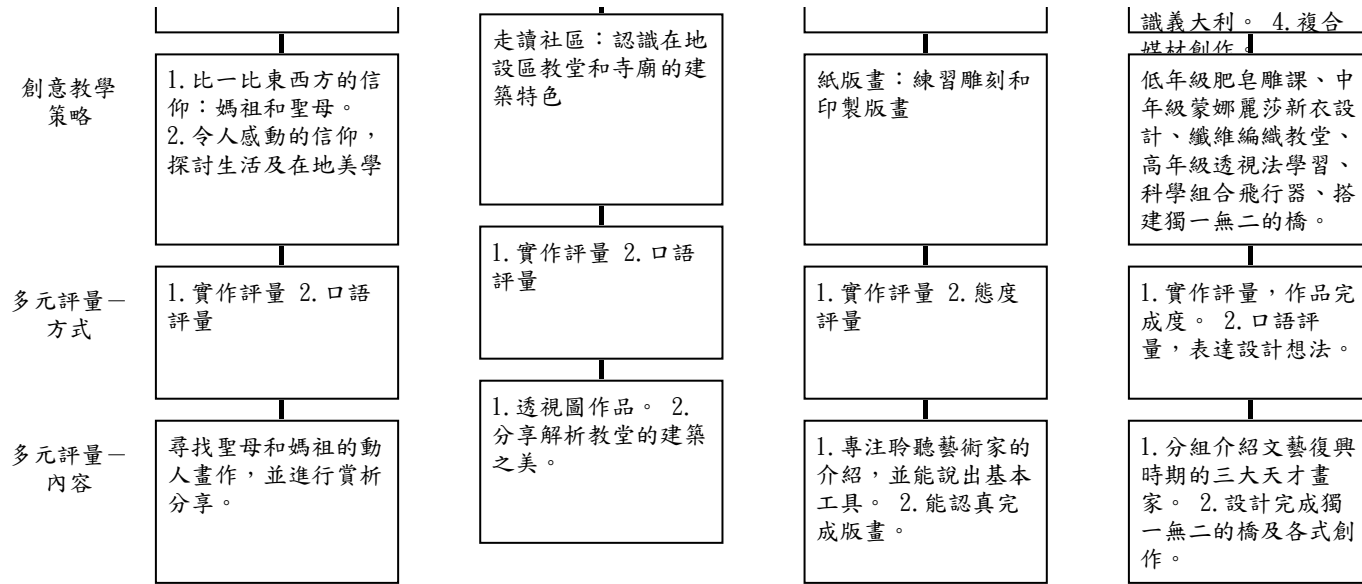 識義大利。 4.複合
媒材創作。
創意教學
策略
1.比一比東西方的信
仰：媽祖和聖母。
2.令人感動的信仰，
探討生活及在地美學
走讀社區：認識在地
設區教堂和寺廟的建
築特色
紙版畫：練習雕刻和
印製版畫
低年級肥皂雕課、中
年級蒙娜麗莎新衣設
計、纖維編織教堂、
高年級透視法學習、
科學組合飛行器、搭
建獨一無二的橋。
多元評量－
方式
1.實作評量 2.口語
評量
1.實作評量 2.口語
評量
1.實作評量 2.態度
評量
1.實作評量，作品完
成度。 2.口語評
量，表達設計想法。
多元評量－
內容
尋找聖母和媽祖的動
人畫作，並進行賞析
分享。
1.透視圖作品。 2.
分享解析教堂的建築
之美。
1.專注聆聽藝術家的
介紹，並能說出基本
工具。 2.能認真完
成版畫。
1.分組介紹文藝復興
時期的三大天才畫
家。 2.設計完成獨
一無二的橋及各式創
作。